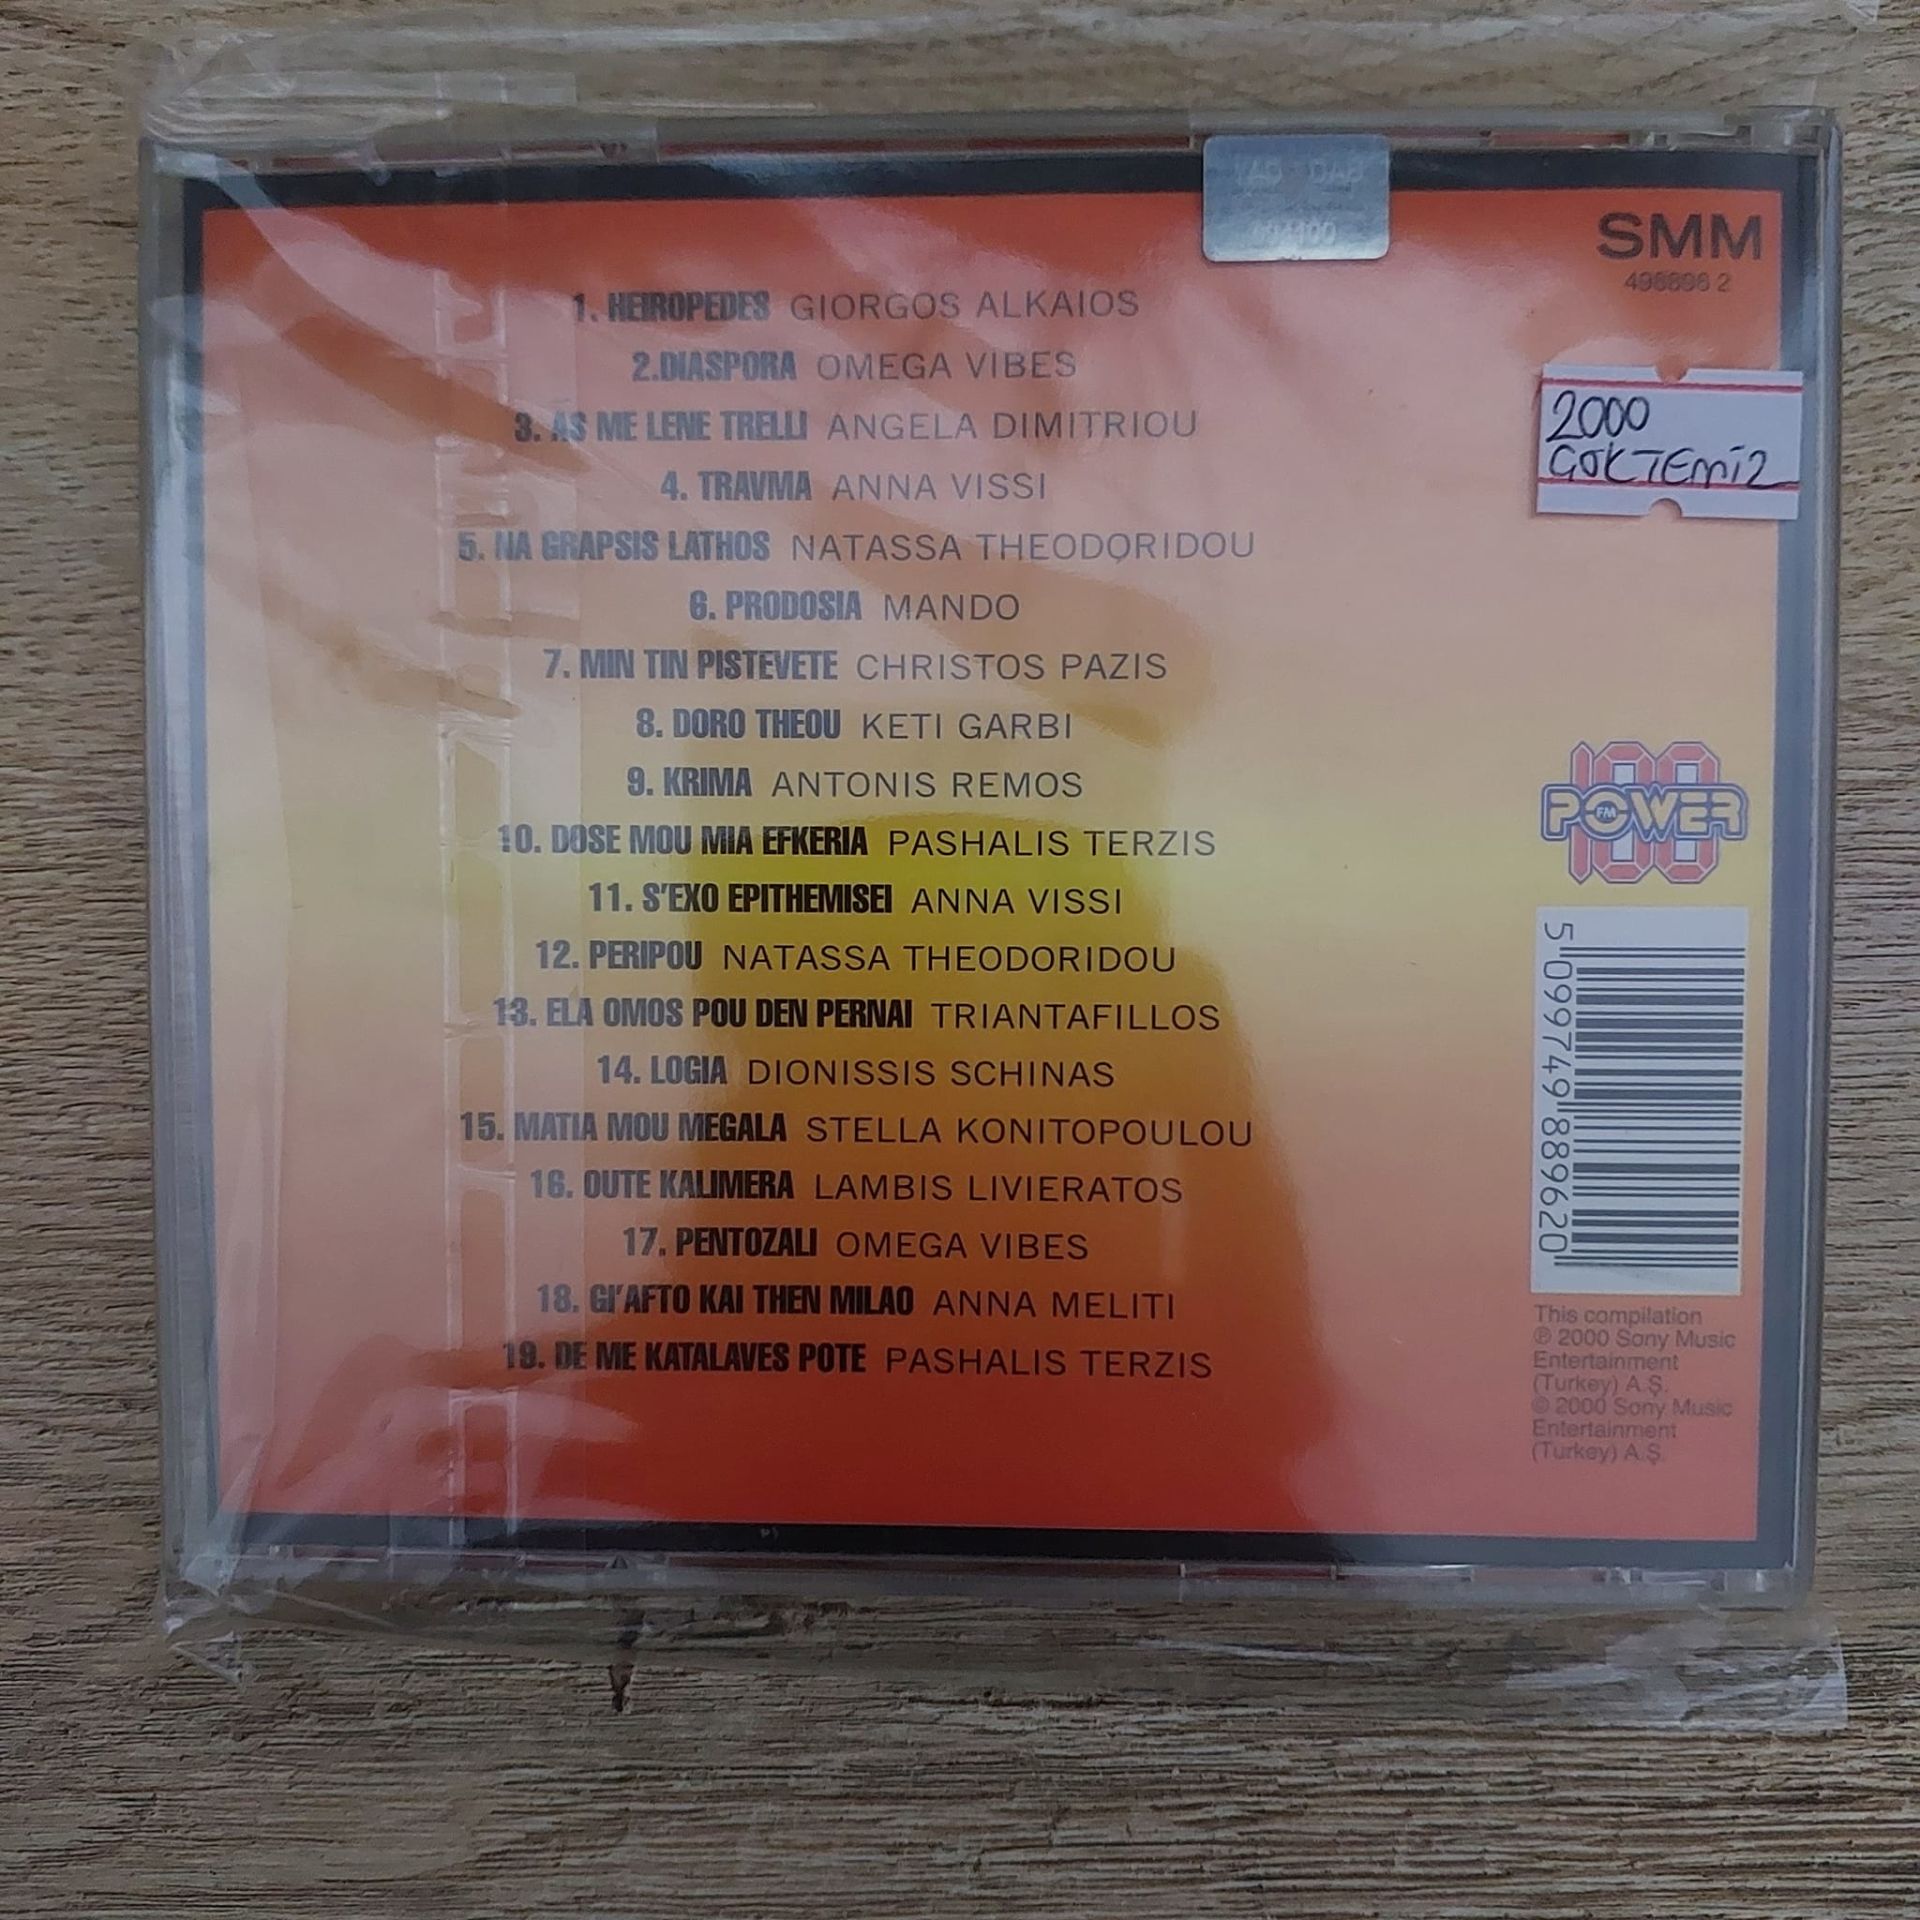 SMM
498896 2
1. HEIROPEDES GIORGOS ALKAIOS
2.DIASPORA OMEGA VIBES
3. AS ME LENE TRELLI ANGELA DIMITRIOU
4. TRAVMA ANNA VISSI
5. NA GRAPSIS LATHOS NATASSA THEODORIDOU
6. PRODOSIA MANDO
7. MIN TIN PISTEVETE CHRISTOS PAZIS
8. DORO THEOU KETI GARBI
9. KRIMA ANTONIS REMOS
10. DOSE MOU MIA EFKERIA PASHALIS TERZIS
11. S'EXO EPITHEMISEI ANNA VISSI
12. PERIPOU NATASSA THEODORIDOU
13. ELA OMOS POU DEN PERNAI TRIANTAFILLOS
14. LOGIA DIONISSIS SCHINAS
15. MATIA MOU MEGALA STELLA KONITOPOULOU
16. OUTE KALIMERA LAMBIS LIVIERATOS
17. PENTOZALI OMEGA VIBES
18. GI'AFTO KAI THEN MILAO ANNA MELITI
19. DE ME KATALAVES POTE PASHALIS TERZIS
2000
GÖKTEMİZ
100
POWER
FM
5 099749 889620
This compilation
℗ 2000 Sony Music
Entertainment
(Turkey) A.Ş.
© 2000 Sony Music
Entertainment
(Turkey) A.Ş.